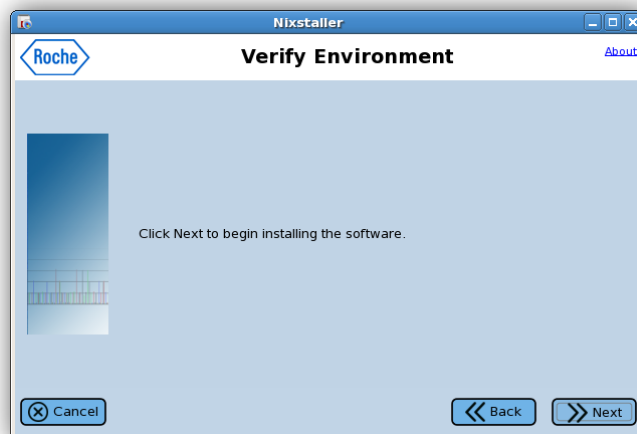 Nixstaller
Roche
Verify Environment
About
Click Next to begin installing the software.
Cancel
Back
Next